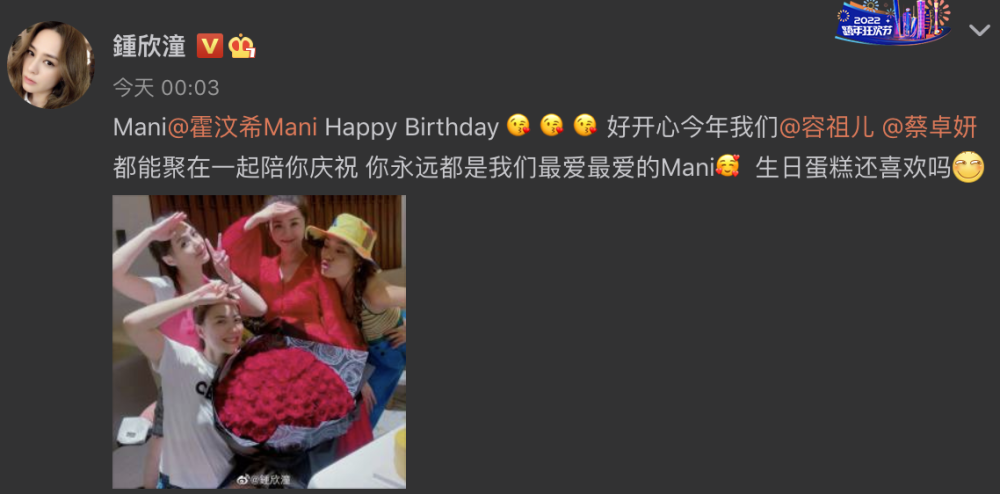 2022
跨年狂欢节
鍾欣潼
今天 00:03
Mani@霍汶希Mani Happy Birthday 😘 😘 😘 好开心今年我们@容祖儿 @蔡卓妍
都能聚在一起陪你庆祝 你永远都是我们最爱最爱的Mani🥰 生日蛋糕还喜欢吗🤭
@鍾欣潼